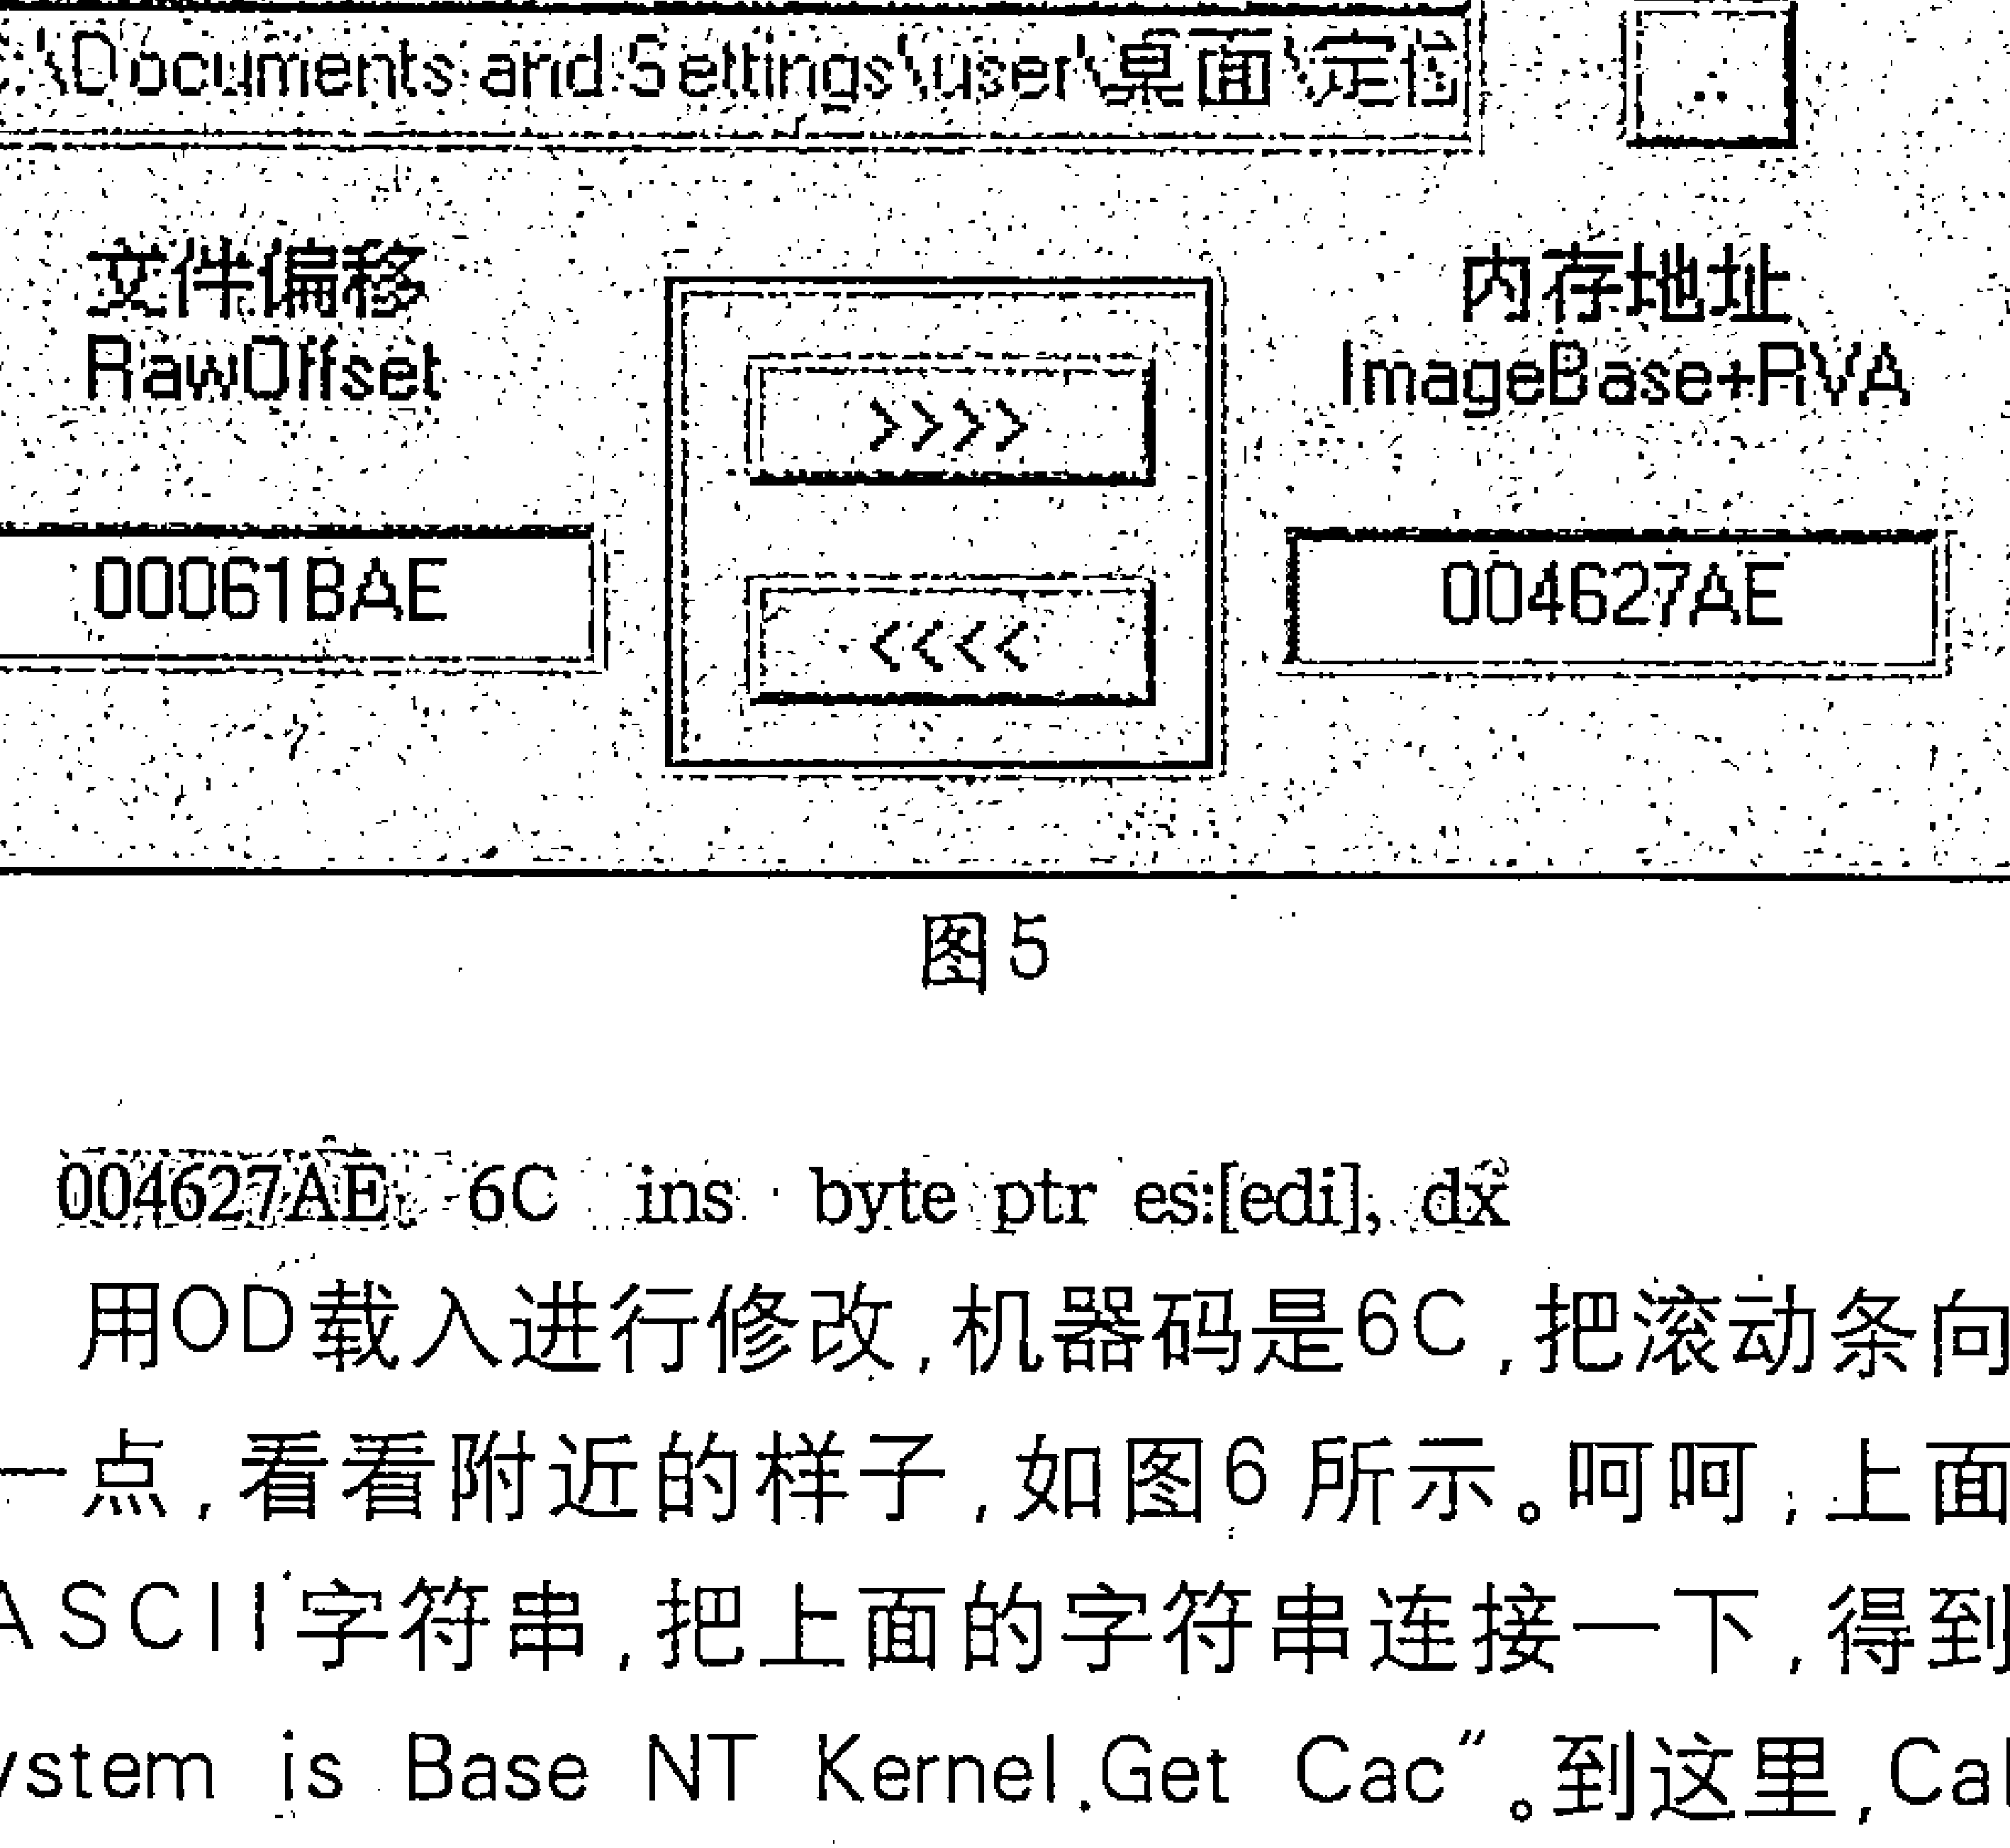 :\Documents and Settings\user\桌面\定位
文件偏移
RawOffset
内存地址
ImageBase+RVA
>>>>
00061BAE
004627AE
<<<<
图5
004627AE 6C ins byte ptr es:[edi], dx
用OD载入进行修改,机器码是6C,把滚动条向
一点,看看附近的样子,如图6所示。呵呵,上面
ASCII字符串,把上面的字符串连接一下,得到
ystem is Base NT Kernel.Get Cac”。到这里,Cal